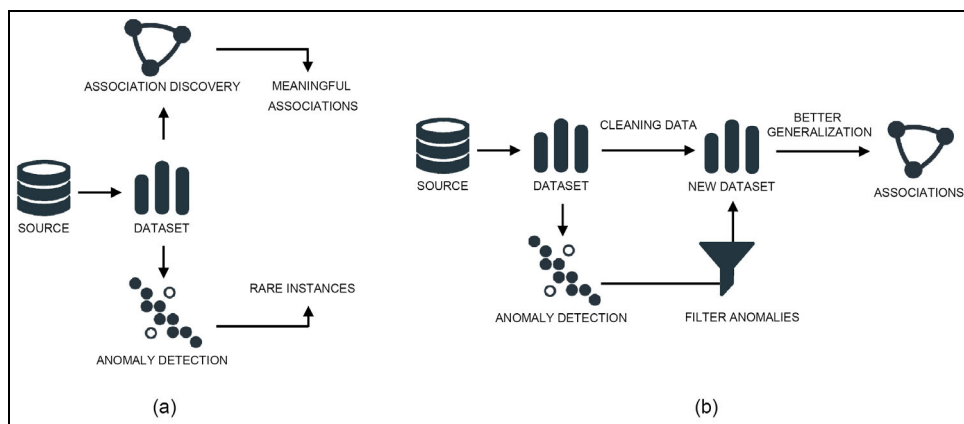 ASSOCIATION DISCOVERY
MEANINGFUL
ASSOCIATIONS
SOURCE
DATASET
RARE INSTANCES
ANOMALY DETECTION
(a)
CLEANING DATA
BETTER
GENERALIZATION
SOURCE
DATASET
NEW DATASET
ASSOCIATIONS
ANOMALY DETECTION
FILTER ANOMALIES
(b)